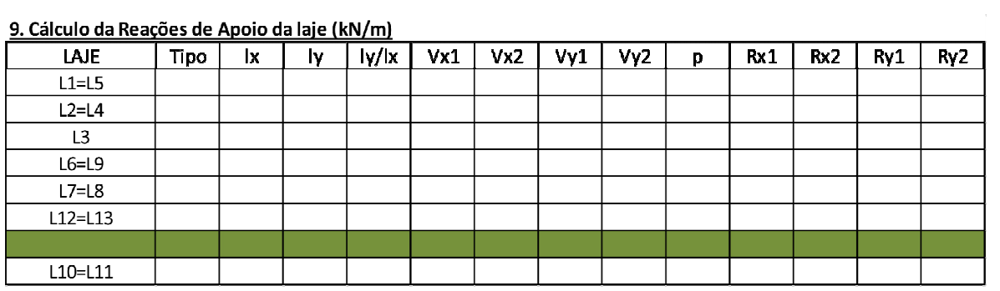 9. Cálculo da Reações de Apoio da laje (kN/m)
LAJE Tipo lx ly ly/lx Vx1 Vx2 Vy1 Vy2 p Rx1 Rx2 Ry1 Ry2
L1=L5
L2=L4
L3
L6=L9
L7=L8
L12=L13
L10=L11